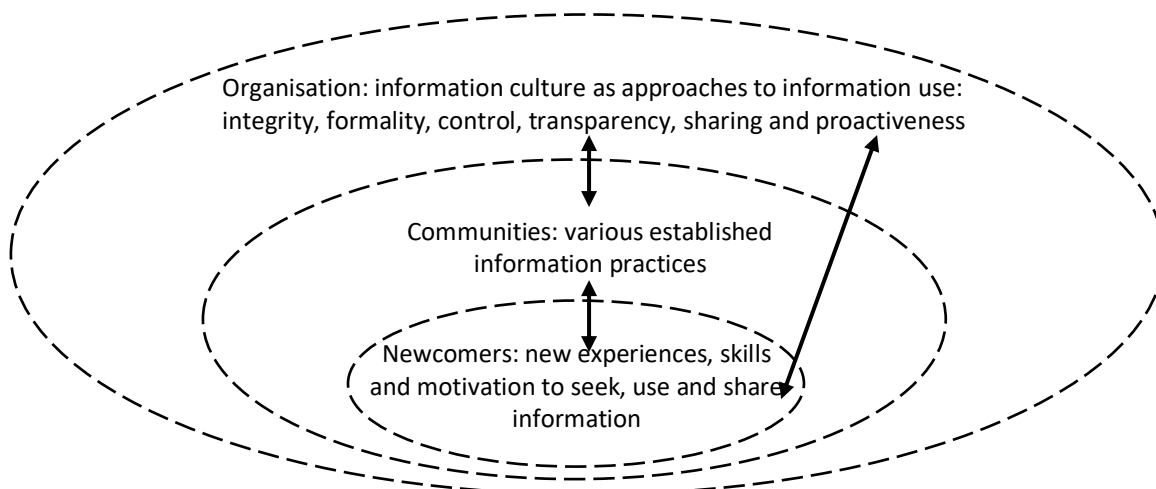 Organisation: information culture as approaches to information use:
integrity, formality, control, transparency, sharing and proactiveness
Communities: various established
information practices
Newcomers: new experiences, skills
and motivation to seek, use and share
information